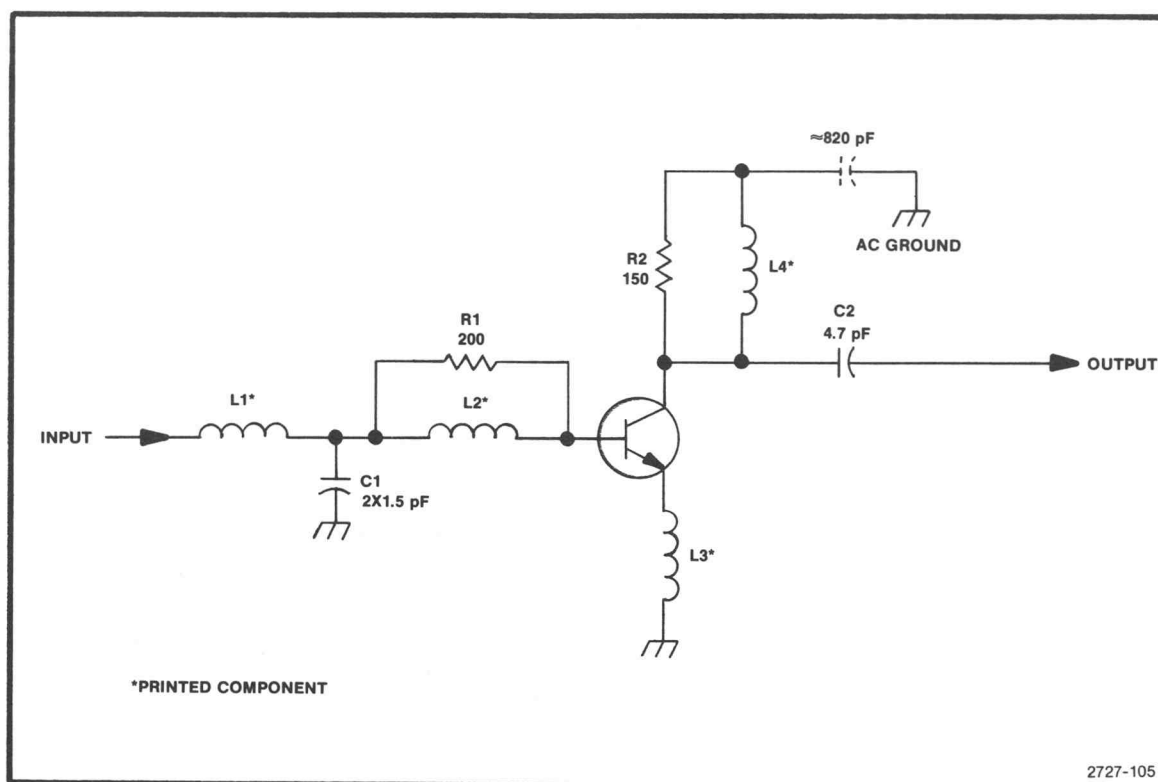 ≈820 pF
AC GROUND
R2
150
L4*
C2
4.7 pF
OUTPUT
R1
200
L1*
L2*
INPUT
C1
2X1.5 pF
L3*
*PRINTED COMPONENT
2727-105